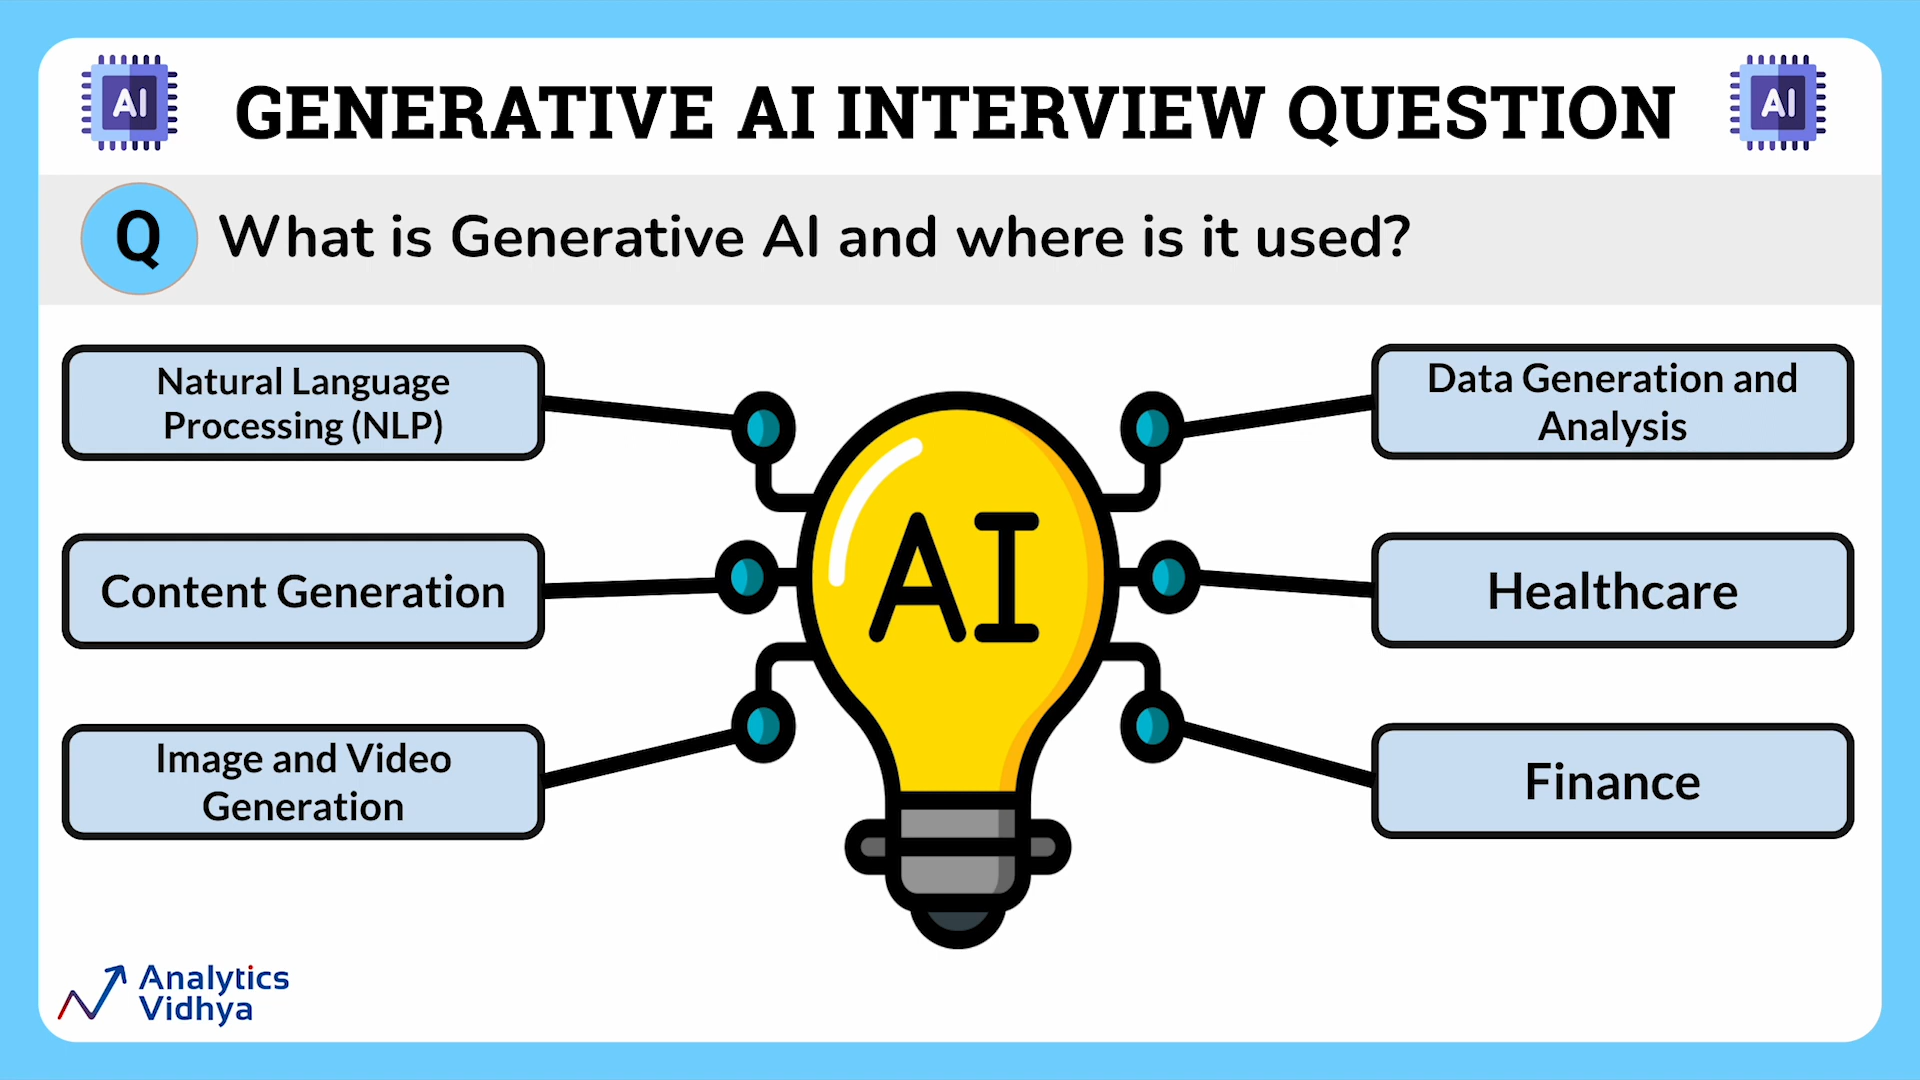 AI
GENERATIVE AI INTERVIEW QUESTION
AI
Q
What is Generative AI and where is it used?
Natural Language
Processing (NLP)
Content Generation
Image and Video
Generation
AI
Data Generation and
Analysis
Healthcare
Finance
Analytics
Vidhya